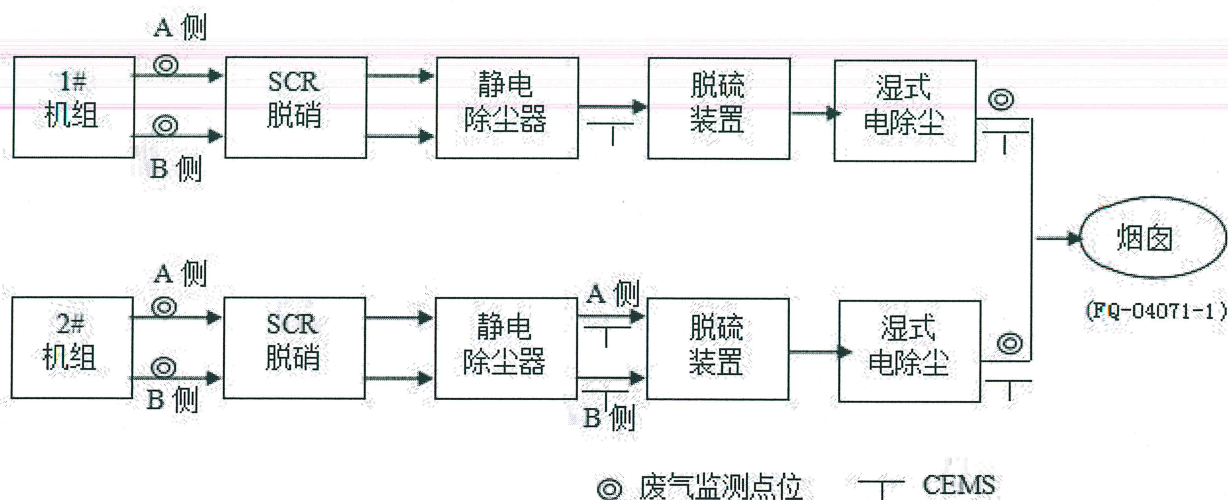 A 侧
1#
机组
SCR
脱硝
静电
除尘器
脱硫
装置
湿式
电除尘
B 侧
烟囱
(FQ-04071-1)
A 侧
2#
机组
SCR
脱硝
静电
除尘器
A 侧
脱硫
装置
湿式
电除尘
B 侧
B 侧
废气监测点位
CEMS